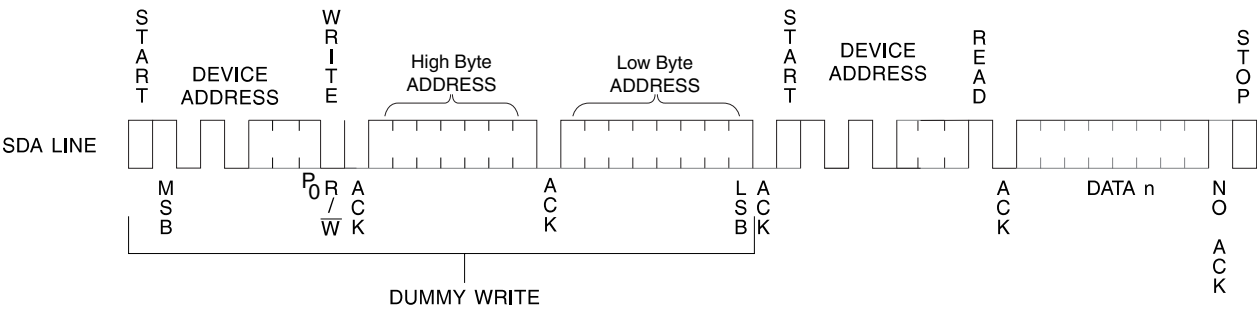 START
DEVICE
ADDRESS
WRITE
High Byte
ADDRESS
Low Byte
ADDRESS
START
DEVICE
ADDRESS
READ
STOP
SDA LINE
MSB
P0
R/W
ACK
ACK
LSB
ACK
ACK
DATA n
NO ACK
DUMMY WRITE